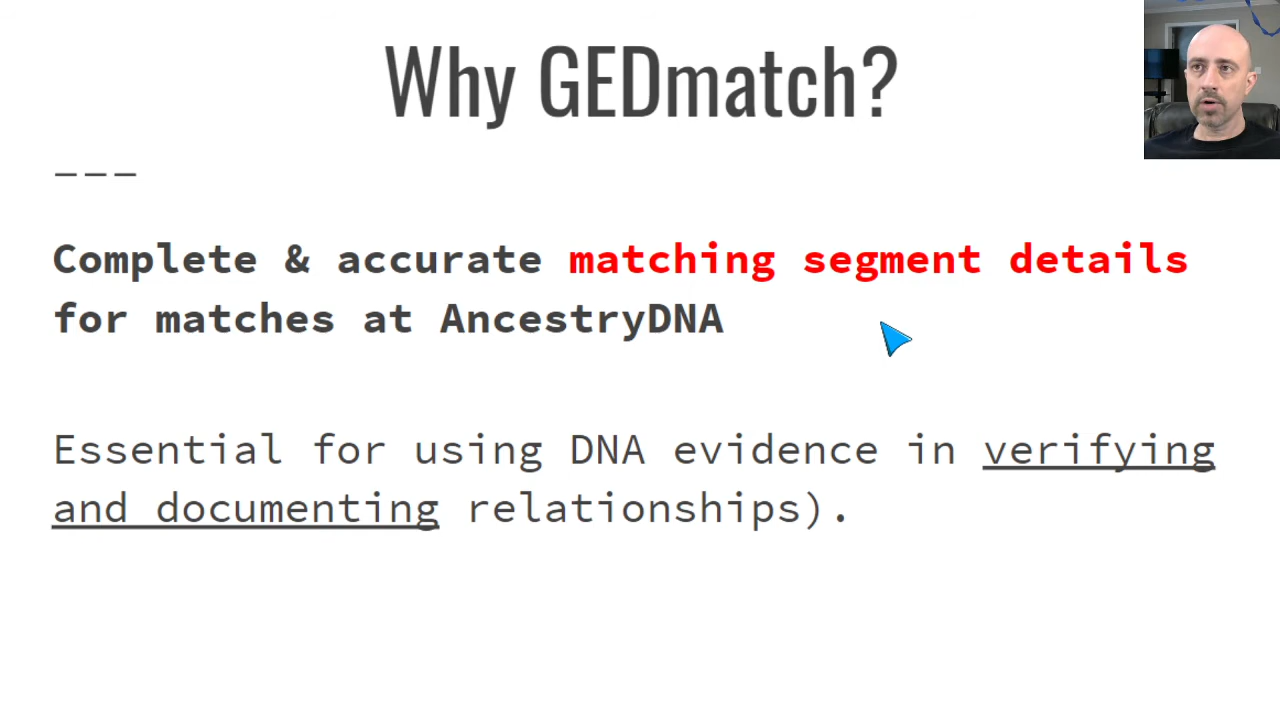 Why GEDmatch?
---
Complete & accurate matching segment details
for matches at AncestryDNA
Essential for using DNA evidence in verifying
and documenting relationships).